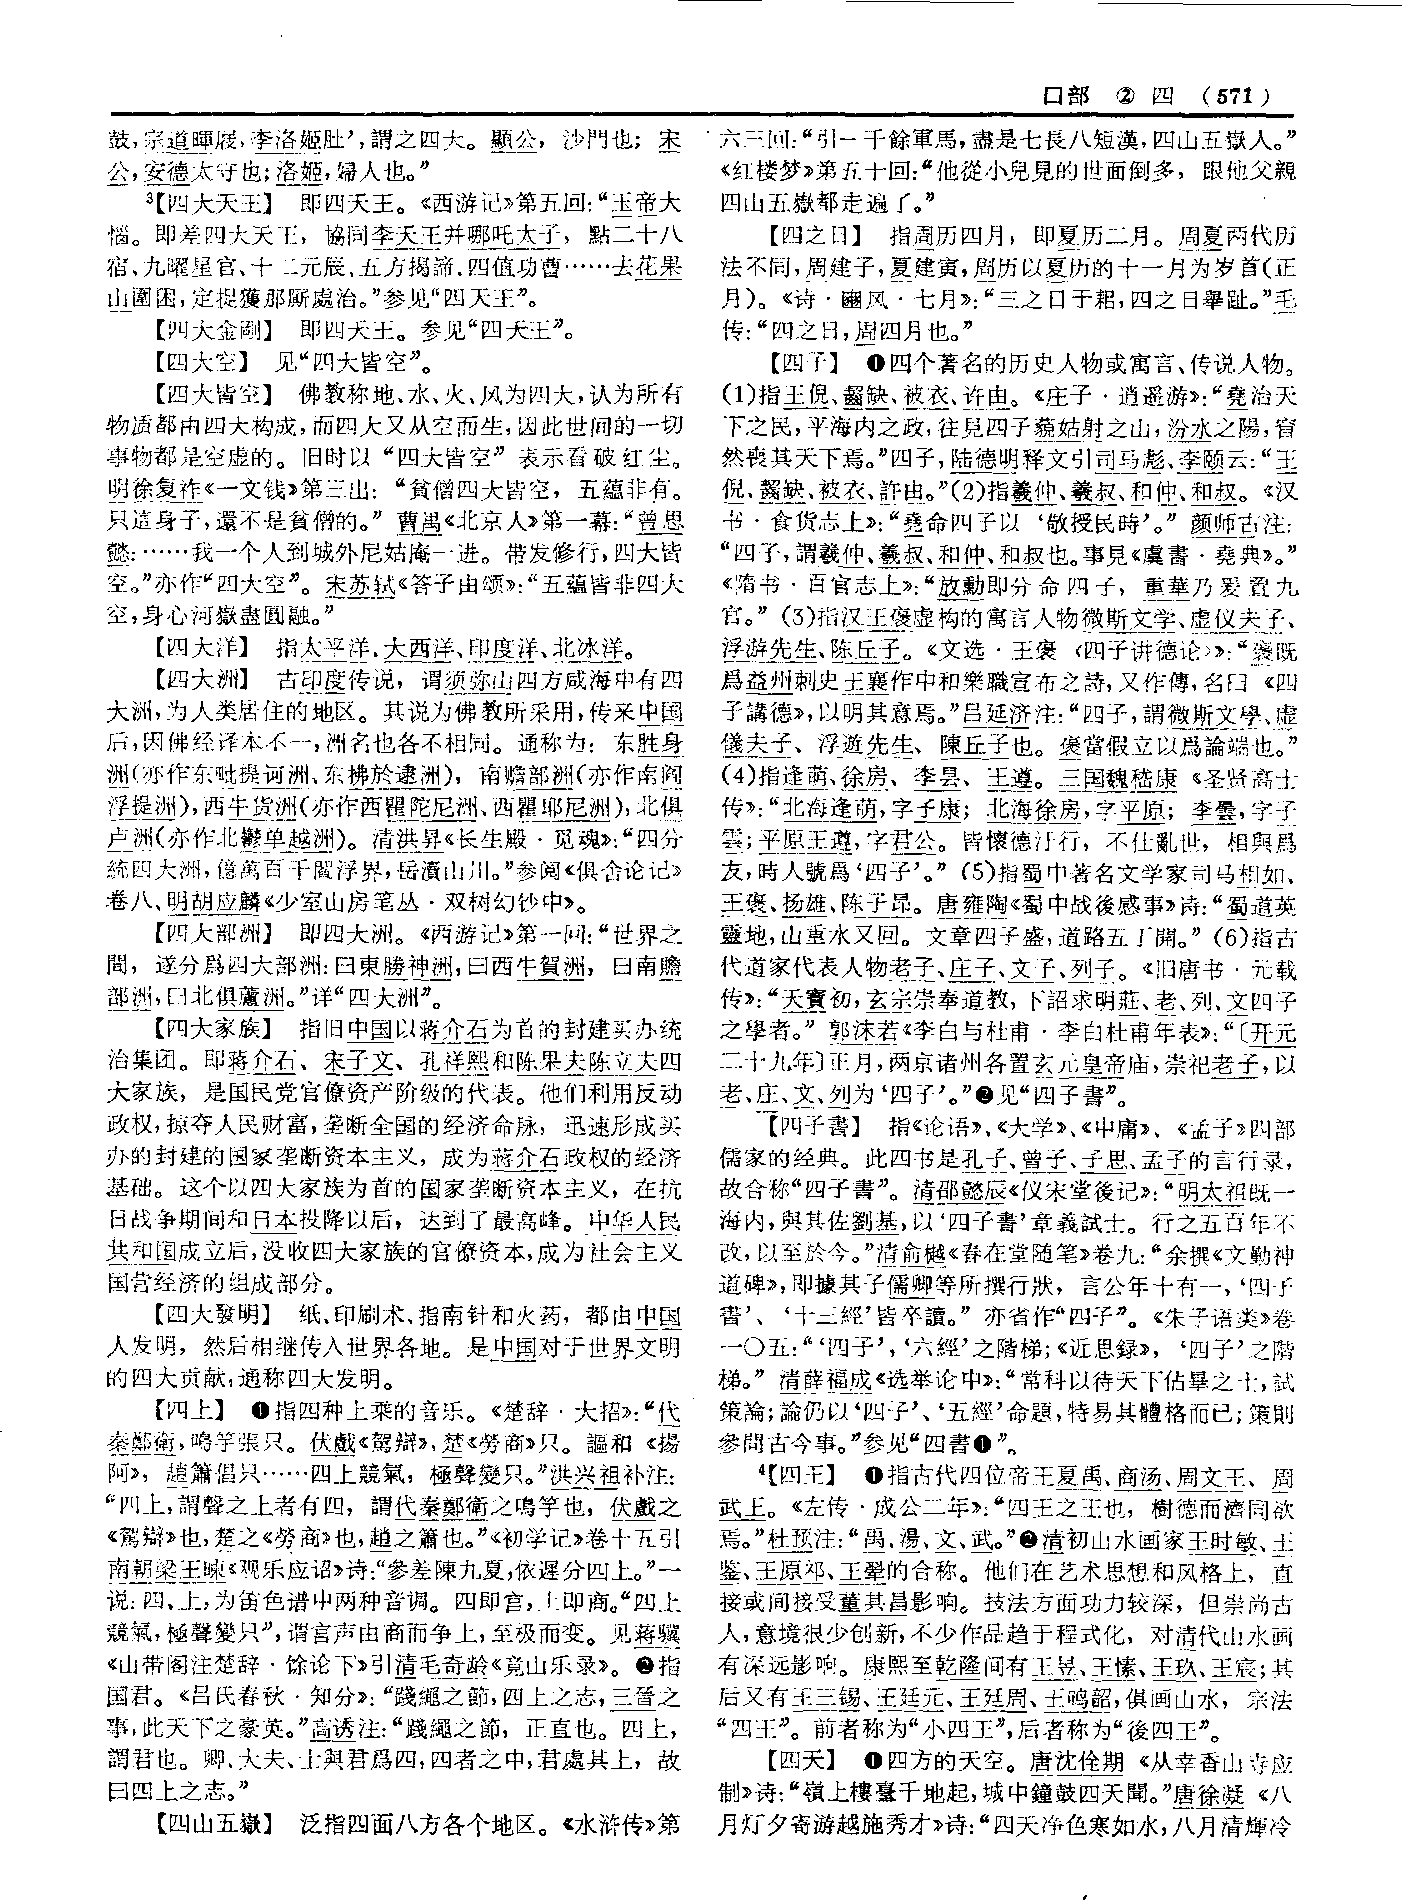 口部 ② 四 (571)
鼓,宗道暉屐,李洛姬肚’,謂之四大。顯公,沙門也;宋
公,安德太守也;洛姬,婦人也。”
³【四大天王】 即四天王。《西游记》第五回:“玉帝大
惱。即差四大天王,協同李天王并哪吒太子,點二十八
宿、九曜星官、十二元辰、五方揭諦、四值功曹……去花果
山圍困,定捉獲那厮處治。”参见“四天王”。
【四大金剛】 即四天王。参见“四天王”。
【四大空】 见“四大皆空”。
【四大皆空】 佛教称地、水、火、风为四大,认为所有
物质都由四大构成,而四大又从空而生,因此世间的一切
事物都是空虚的。旧时以“四大皆空”表示看破红尘。
明徐复祚《一文钱》第三出:“貧僧四大皆空,五蘊非有。
只這身子,還不是貧僧的。”曹禺《北京人》第一幕:“曾思
懿:……我一个人到城外尼姑庵一进。带发修行,四大皆
空。”亦作“四大空”。宋苏轼《答子由颂》:“五蘊皆非四大
空,身心河嶽盡圓融。”
【四大洋】 指太平洋、大西洋、印度洋、北冰洋。
【四大洲】 古印度传说,谓须弥山四方咸海中有四
大洲,为人类居住的地区。其说为佛教所采用,传来中国
后,因佛经译本不一,洲名也各不相同。通称为:东胜身
洲(亦作东毗提诃洲、东拂於逮洲),南赡部洲(亦作南阎
浮提洲),西牛货洲(亦作西瞿陀尼洲、西瞿耶尼洲),北俱
卢洲(亦作北鬱单越洲)。清洪昇《长生殿·觅魂》:“四分
統四大洲,億萬百千閻浮界,岳瀆山川。”参阅《俱舍论记》
卷八、明胡应麟《少室山房笔丛·双树幻钞中》。
【四大部洲】 即四大洲。《西游记》第一回:“世界之
間,遂分爲四大部洲:曰東勝神洲,曰西牛賀洲,曰南贍
部洲,曰北俱蘆洲。”详“四大洲”。
【四大家族】 指旧中国以蒋介石为首的封建买办统
治集团。即蒋介石、宋子文、孔祥熙和陈果夫陈立夫四
大家族,是国民党官僚资产阶级的代表。他们利用反动
政权,掠夺人民财富,垄断全国的经济命脉,迅速形成买
办的封建的国家垄断资本主义,成为蒋介石政权的经济
基础。这个以四大家族为首的国家垄断资本主义,在抗
日战争期间和日本投降以后,达到了最高峰。中华人民
共和国成立后,没收四大家族的官僚资本,成为社会主义
国营经济的组成部分。
【四大發明】 纸、印刷术、指南针和火药,都由中国
人发明,然后相继传入世界各地。是中国对于世界文明
的四大贡献,通称四大发明。
【四上】 ❶指四种上乘的音乐。《楚辞·大招》:“代
秦鄭衛,鳴竽張只。伏戲《駕辯》,楚《勞商》只。謳和《揚
阿》,趙簫倡只……四上競氣,極聲變只。”洪兴祖补注:
“四上,謂聲之上者有四,謂代秦鄭衛之鳴竽也,伏戲之
《駕辯》也,楚之《勞商》也,趙之簫也。”《初学记》卷十五引
南朝梁王暕《观乐应诏》诗:“參差陳九夏,依遲分四上。”一
说:四、上,为笛色谱中两种音调。四即宫,上即商。“四上
競氣,極聲變只”,谓宫声由商而争上,至极而变。见蒋骥
《山带阁注楚辞·馀论下》引清毛奇龄《竟山乐录》。❷指
国君。《吕氏春秋·知分》:“踐繩之節,四上之志,三晉之
事,此天下之豪英。”高诱注:“踐繩之節,正直也。四上,
謂君也。卿、大夫、士與君爲四,四者之中,君處其上,故
曰四上之志。”
【四山五嶽】 泛指四面八方各个地区。《水浒传》第
六三回:“引一千餘軍馬,盡是七長八短漢,四山五嶽人。”
《红楼梦》第五十回:“他從小兒見的世面倒多,跟他父親
四山五嶽都走遍了。”
【四之日】 指周历四月,即夏历二月。周夏两代历
法不同,周建子,夏建寅,周历以夏历的十一月为岁首(正
月)。《诗·豳风·七月》:“三之日于耜,四之日舉趾。”毛
传:“四之日,周四月也。”
【四子】 ❶四个著名的历史人物或寓言、传说人物。
(1)指王倪、齧缺、被衣、许由。《庄子·逍遥游》:“堯治天
下之民,平海内之政,往見四子藐姑射之山,汾水之陽,窅
然喪其天下焉。”四子,陆德明释文引司马彪、李颐云:“王
倪、齧缺、被衣、許由。”(2)指羲仲、羲叔、和仲、和叔。《汉
书·食货志上》:“堯命四子以‘敬授民時’。”颜师古注:
“四子,謂羲仲、羲叔、和仲、和叔也。事見《虞書·堯典》。”
《隋书·百官志上》:“放勳即分命四子,重華乃爰置九
官。”(3)指汉王褒虚构的寓言人物微斯文学、虚仪夫子、
浮游先生、陈丘子。《文选·王褒〈四子讲德论〉》:“褒既
爲益州刺史王襄作中和樂職宣布之詩,又作傳,名曰《四
子講德》,以明其意焉。”吕延济注:“四子,謂微斯文學、虚
儀夫子、浮遊先生、陳丘子也。褒當假立以爲論端也。”
(4)指逢萌、徐房、李昙、王遵。三国魏嵇康《圣贤高士
传》:“北海逢萌,字子康;北海徐房,字平原;李曇,字子
雲;平原王遵,字君公。皆懷德汙行,不仕亂世,相與爲
友,時人號爲‘四子’。”(5)指蜀中著名文学家司马相如、
王褒、扬雄、陈子昂。唐雍陶《蜀中战後感事》诗:“蜀道英
靈地,山重水又回。文章四子盛,道路五丁開。”(6)指古
代道家代表人物老子、庄子、文子、列子。《旧唐书·元载
传》:“天寶初,玄宗崇奉道教,下詔求明莊、老、列、文四子
之學者。”郭沫若《李白与杜甫·李白杜甫年表》:“〔开元
二十九年〕正月,两京诸州各置玄元皇帝庙,崇祀老子,以
老、庄、文、列为‘四子’。”❷见“四子書”。
【四子書】 指《论语》、《大学》、《中庸》、《孟子》四部
儒家的经典。此四书是孔子、曾子、子思、孟子的言行录,
故合称“四子書”。清邵懿辰《仪宋堂後记》:“明太祖既一
海内,與其佐劉基,以‘四子書’章義試士。行之五百年不
改,以至於今。”清俞樾《春在堂随笔》卷九:“余撰《文勤神
道碑》,即據其子儒卿等所撰行狀,言公年十有一,‘四子
書’、‘十三經’皆卒讀。”亦省作“四子”。《朱子语类》卷
一〇五:“‘四子’,‘六經’之階梯;《近思録》,‘四子’之階
梯。”清薛福成《选举论中》:“常科以待天下佔畢之士,試
策論;論仍以‘四子’、‘五經’命題,特易其體格而已;策則
參問古今事。”参见“四書❶”。
⁴【四王】 ❶指古代四位帝王夏禹、商汤、周文王、周
武王。《左传·成公二年》:“四王之王也,樹德而濟同欲
焉。”杜预注:“禹、湯、文、武。”❷清初山水画家王时敏、王
鉴、王原祁、王翚的合称。他们在艺术思想和风格上,直
接或间接受董其昌影响。技法方面功力较深,但崇尚古
人,意境很少创新,不少作品趋于程式化,对清代山水画
有深远影响。康熙至乾隆间有王昱、王愫、王玖、王宸;其
后又有王三锡、王廷元、王廷周、王鸣韶,俱画山水,宗法
“四王”。前者称为“小四王”,后者称为“後四王”。
【四天】 ❶四方的天空。唐沈佺期《从幸香山寺应
制》诗:“嶺上樓臺千地起,城中鐘鼓四天聞。”唐徐凝《八
月灯夕寄游越施秀才》诗:“四天净色寒如水,八月清輝冷